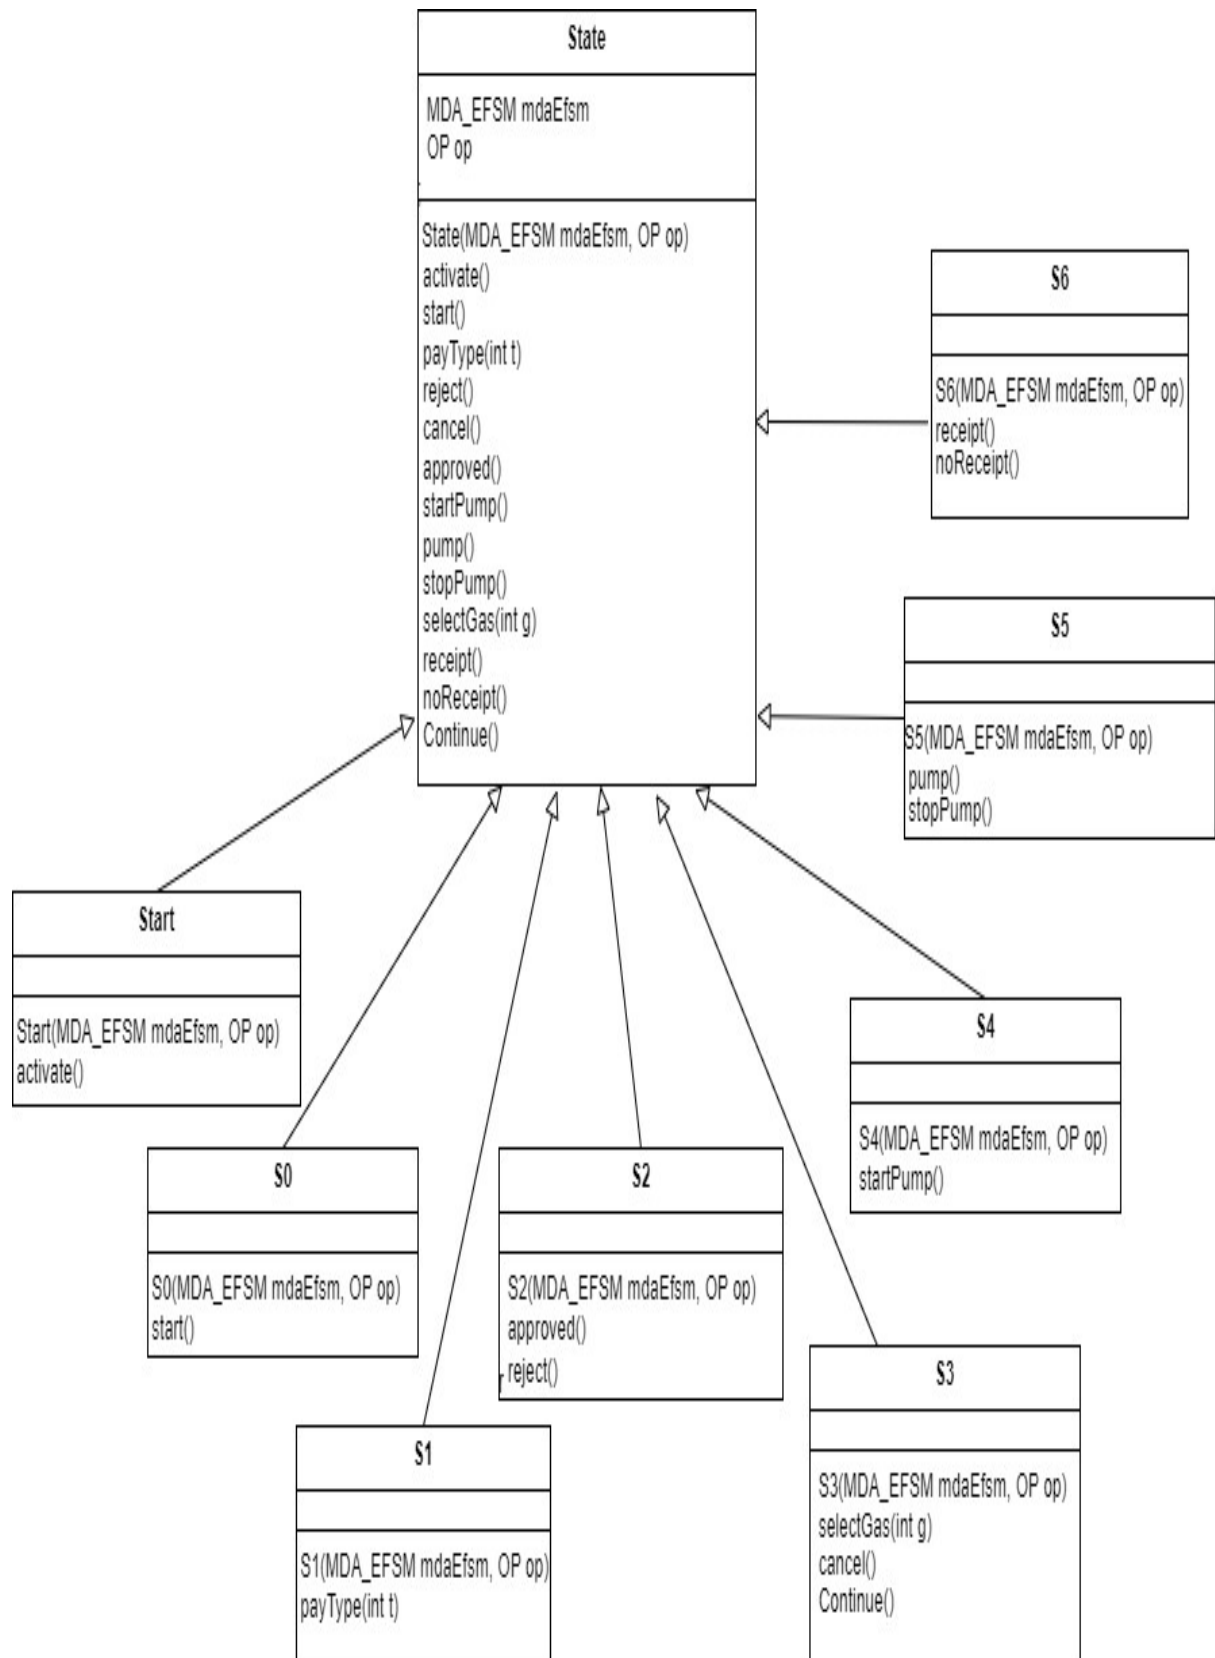 State
MDA_EFSM mdaEfsm
OP op
State(MDA_EFSM mdaEfsm, OP op)
activate()
start()
payType(int t)
reject()
cancel()
approved()
startPump()
pump()
stopPump()
selectGas(int g)
receipt()
noReceipt()
Continue()
S6
S6(MDA_EFSM mdaEfsm, OP op)
receipt()
noReceipt()
S5
S5(MDA_EFSM mdaEfsm, OP op)
pump()
stopPump()
Start
Start(MDA_EFSM mdaEfsm, OP op)
activate()
S4
S4(MDA_EFSM mdaEfsm, OP op)
startPump()
S0
S0(MDA_EFSM mdaEfsm, OP op)
start()
S2
S2(MDA_EFSM mdaEfsm, OP op)
approved()
reject()
S3
S3(MDA_EFSM mdaEfsm, OP op)
selectGas(int g)
cancel()
Continue()
S1
S1(MDA_EFSM mdaEfsm, OP op)
payType(int t)